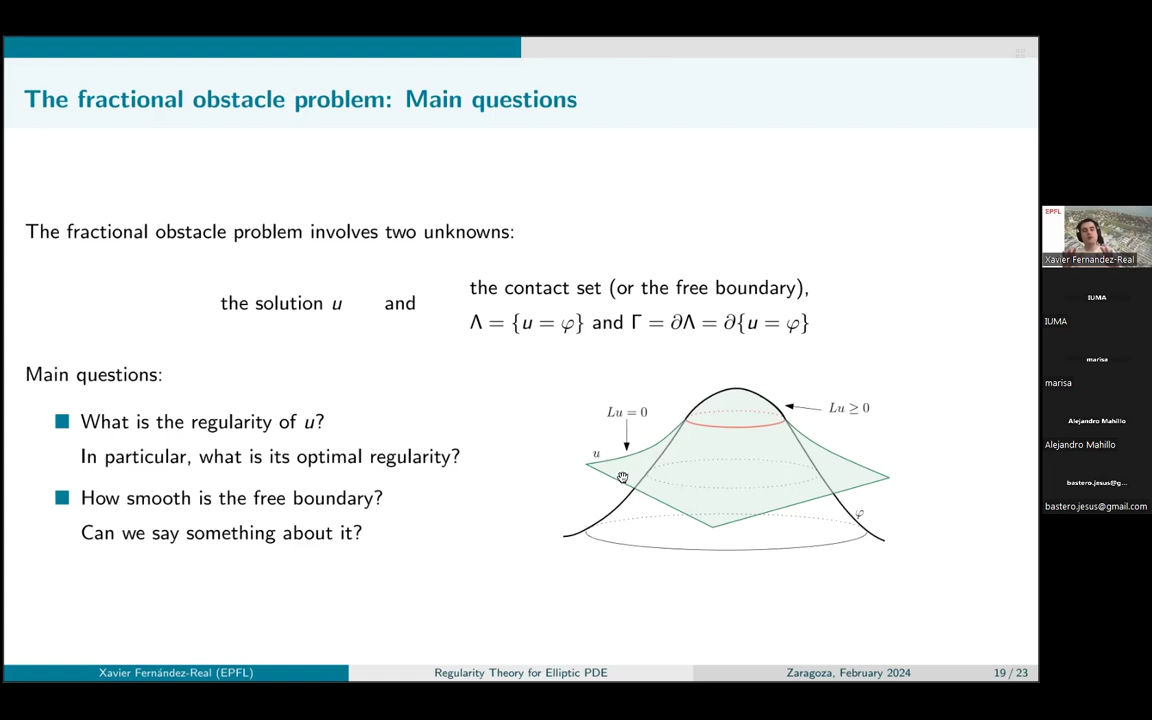 The fractional obstacle problem: Main questions
The fractional obstacle problem involves two unknowns:
the solution u and
the contact set (or the free boundary),
Λ = {u = φ} and Γ = ∂Λ = ∂{u = φ}
Main questions:
What is the regularity of u?
In particular, what is its optimal regularity?
How smooth is the free boundary?
Can we say something about it?
Lu = 0
Lu ≥ 0
u
φ
Xavier Fernández-Real (EPFL)
Regularity Theory for Elliptic PDE
Zaragoza, February 2024
19 / 23
EPFL
Xavier Fernandez-Real
IUMA
IUMA
marisa
marisa
Alejandro Mahillo
Alejandro Mahillo
bastero.jesus@g...
bastero.jesus@gmail.com